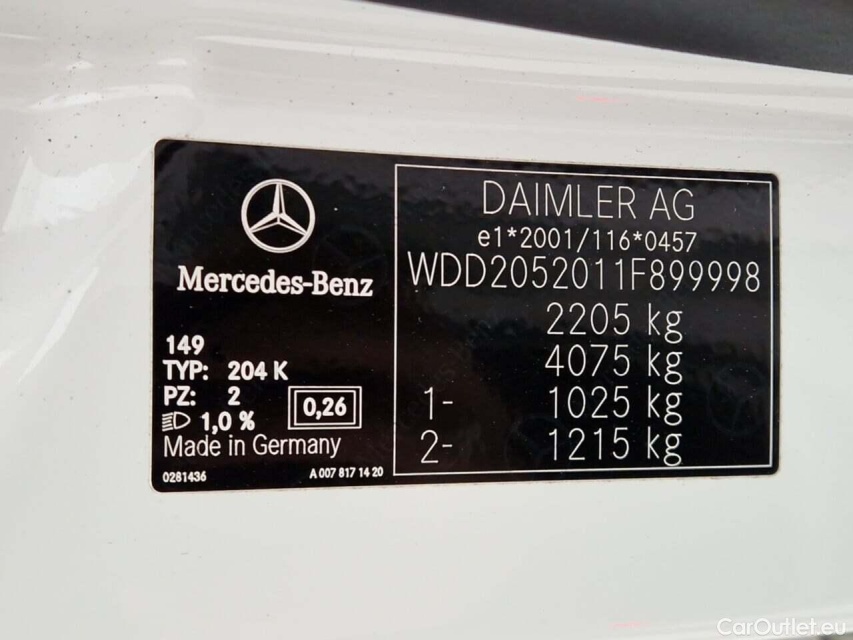 Mercedes-Benz
149
TYP: 204 K
PZ: 2
1,0 %
0,26
Made in Germany
0281436
A 007 817 14 20
DAIMLER AG
e1*2001/116*0457
WDD2052011F899998
2205 kg
4075 kg
1- 1025 kg
2- 1215 kg
CarOutlet.eu